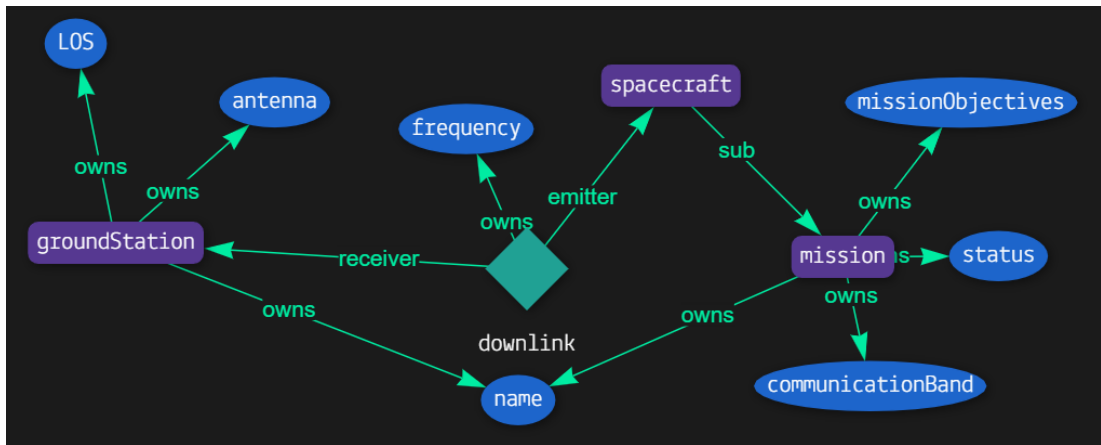 LOS
antenna
spacecraft
missionObjectives
frequency
sub
owns
owns
emitter
owns
owns
groundStation
receiver
mission
status
owns
owns
owns
downlink
communicationBand
name